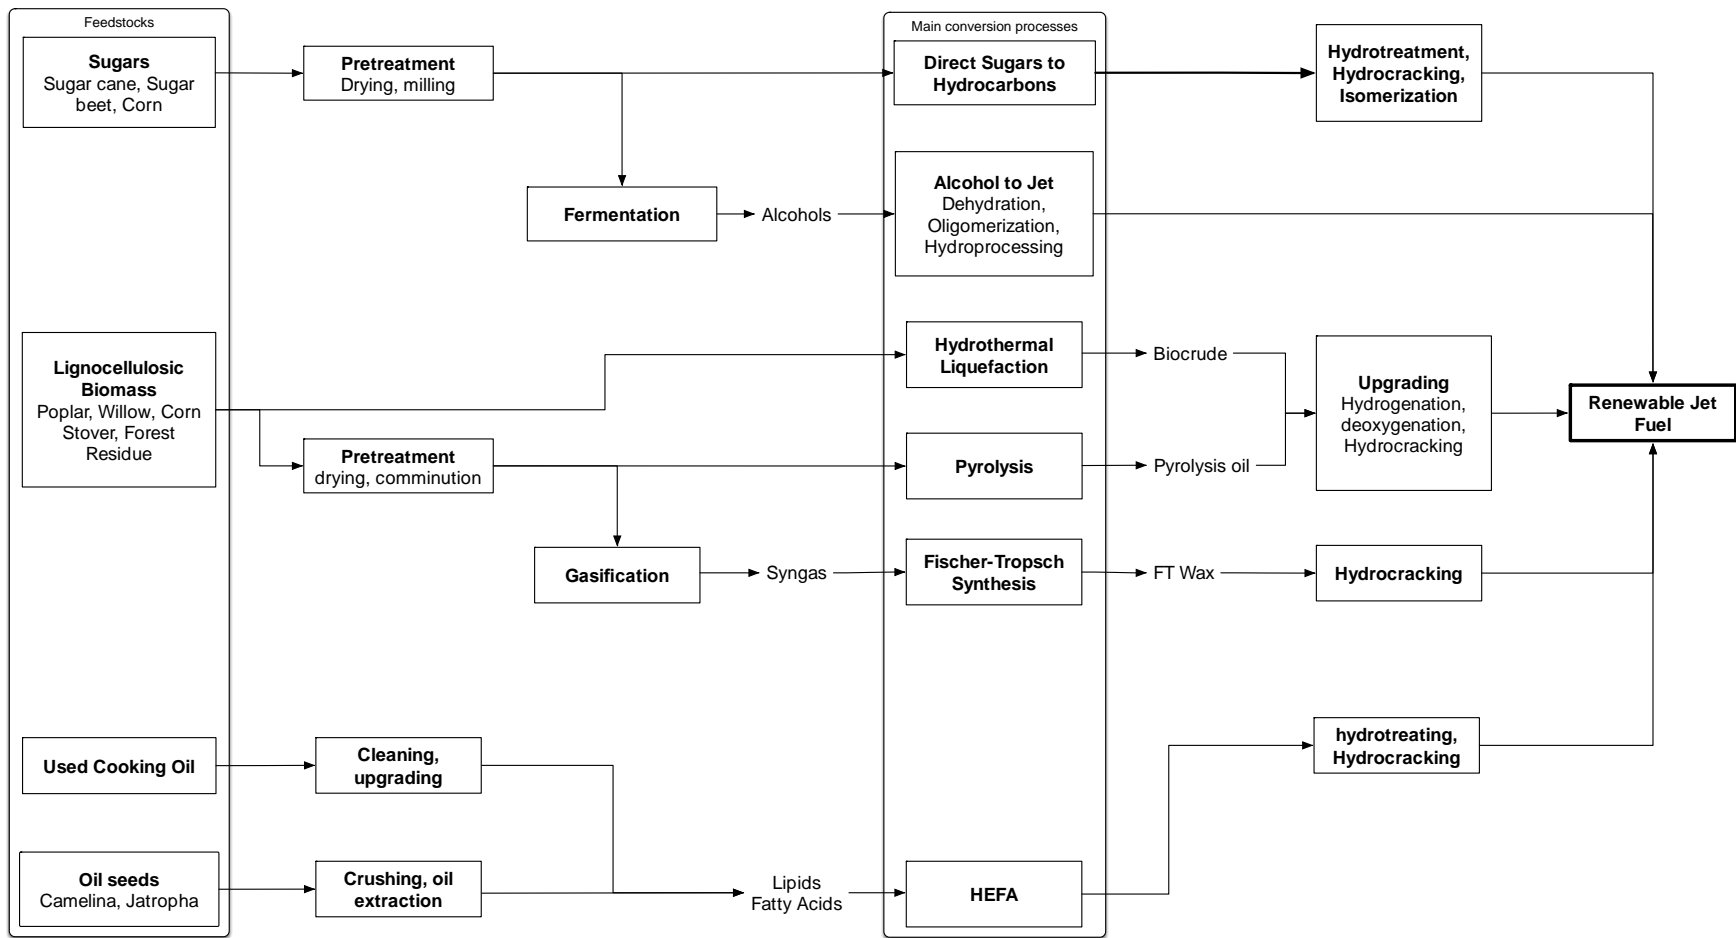 Feedstocks
Main conversion processes
Sugars
Sugar cane, Sugar
beet, Corn
Pretreatment
Drying, milling
Direct Sugars to
Hydrocarbons
Hydrotreatment,
Hydrocracking,
Isomerization
Fermentation
Alcohols
Alcohol to Jet
Dehydration,
Oligomerization,
Hydroprocessing
Lignocellulosic
Biomass
Poplar, Willow, Corn
Stover, Forest
Residue
Hydrothermal
Liquefaction
Biocrude
Pretreatment
drying, comminution
Pyrolysis
Pyrolysis oil
Upgrading
Hydrogenation,
deoxygenation,
Hydrocracking
Renewable Jet
Fuel
Gasification
Syngas
Fischer-Tropsch
Synthesis
FT Wax
Hydrocracking
Used Cooking Oil
Cleaning,
upgrading
hydrotreating,
Hydrocracking
Oil seeds
Camelina, Jatropha
Crushing, oil
extraction
Lipids
Fatty Acids
HEFA